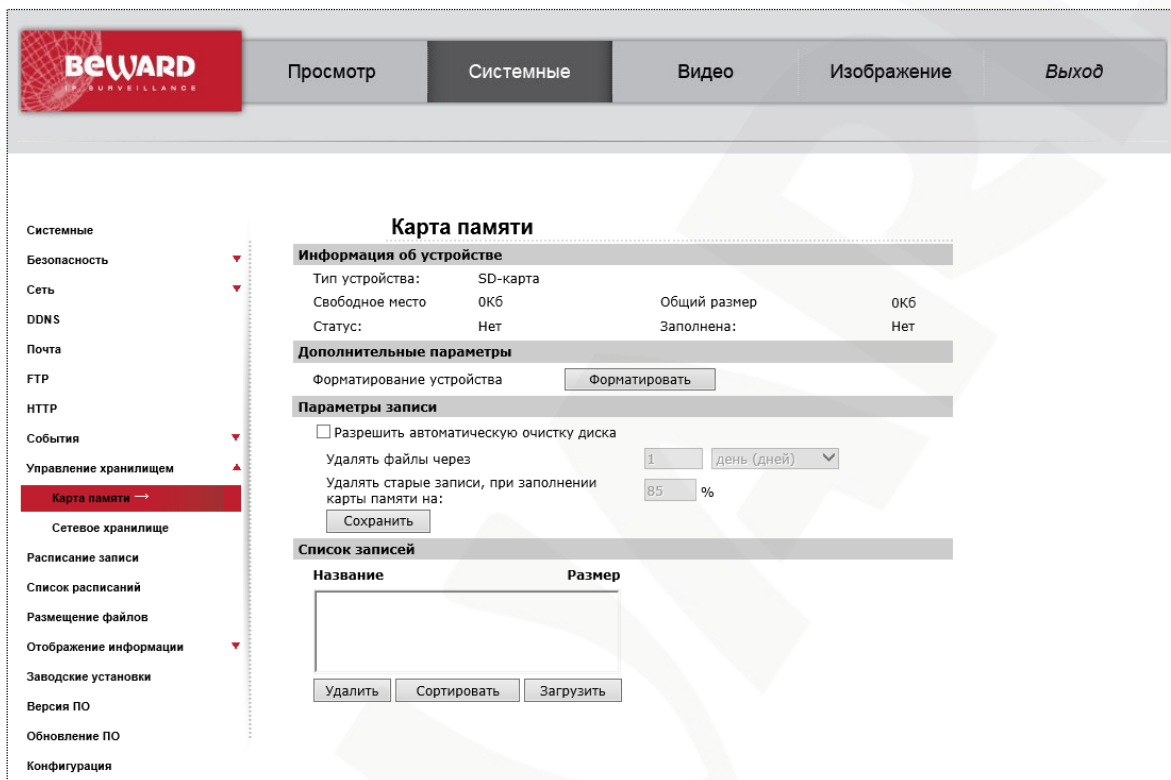 BEWARD
IP SURVEILLANCE
Просмотр Системные Видео Изображение Выход
Системные
Безопасность
Сеть
DDNS
Почта
FTP
HTTP
События
Управление хранилищем
Карта памяти →
Сетевое хранилище
Расписание записи
Список расписаний
Размещение файлов
Отображение информации
Заводские установки
Версия ПО
Обновление ПО
Конфигурация
Карта памяти
Информация об устройстве
Тип устройства: SD-карта
Свободное место 0Кб Общий размер 0Кб
Статус: Нет Заполнена: Нет
Дополнительные параметры
Форматирование устройства Форматировать
Параметры записи
Разрешить автоматическую очистку диска
Удалять файлы через 1 день (дней)
Удалять старые записи, при заполнении
карты памяти на: 85 %
Сохранить
Список записей
Название Размер
Удалить Сортировать Загрузить